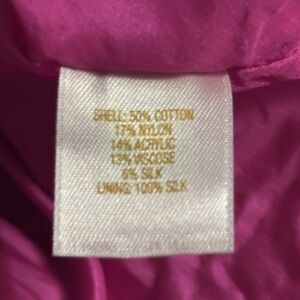 SHELL: 50% COTTON
17% NYLON
14% ACRYLIC
13% VISCOSE
6% SILK
LINING: 100% SILK